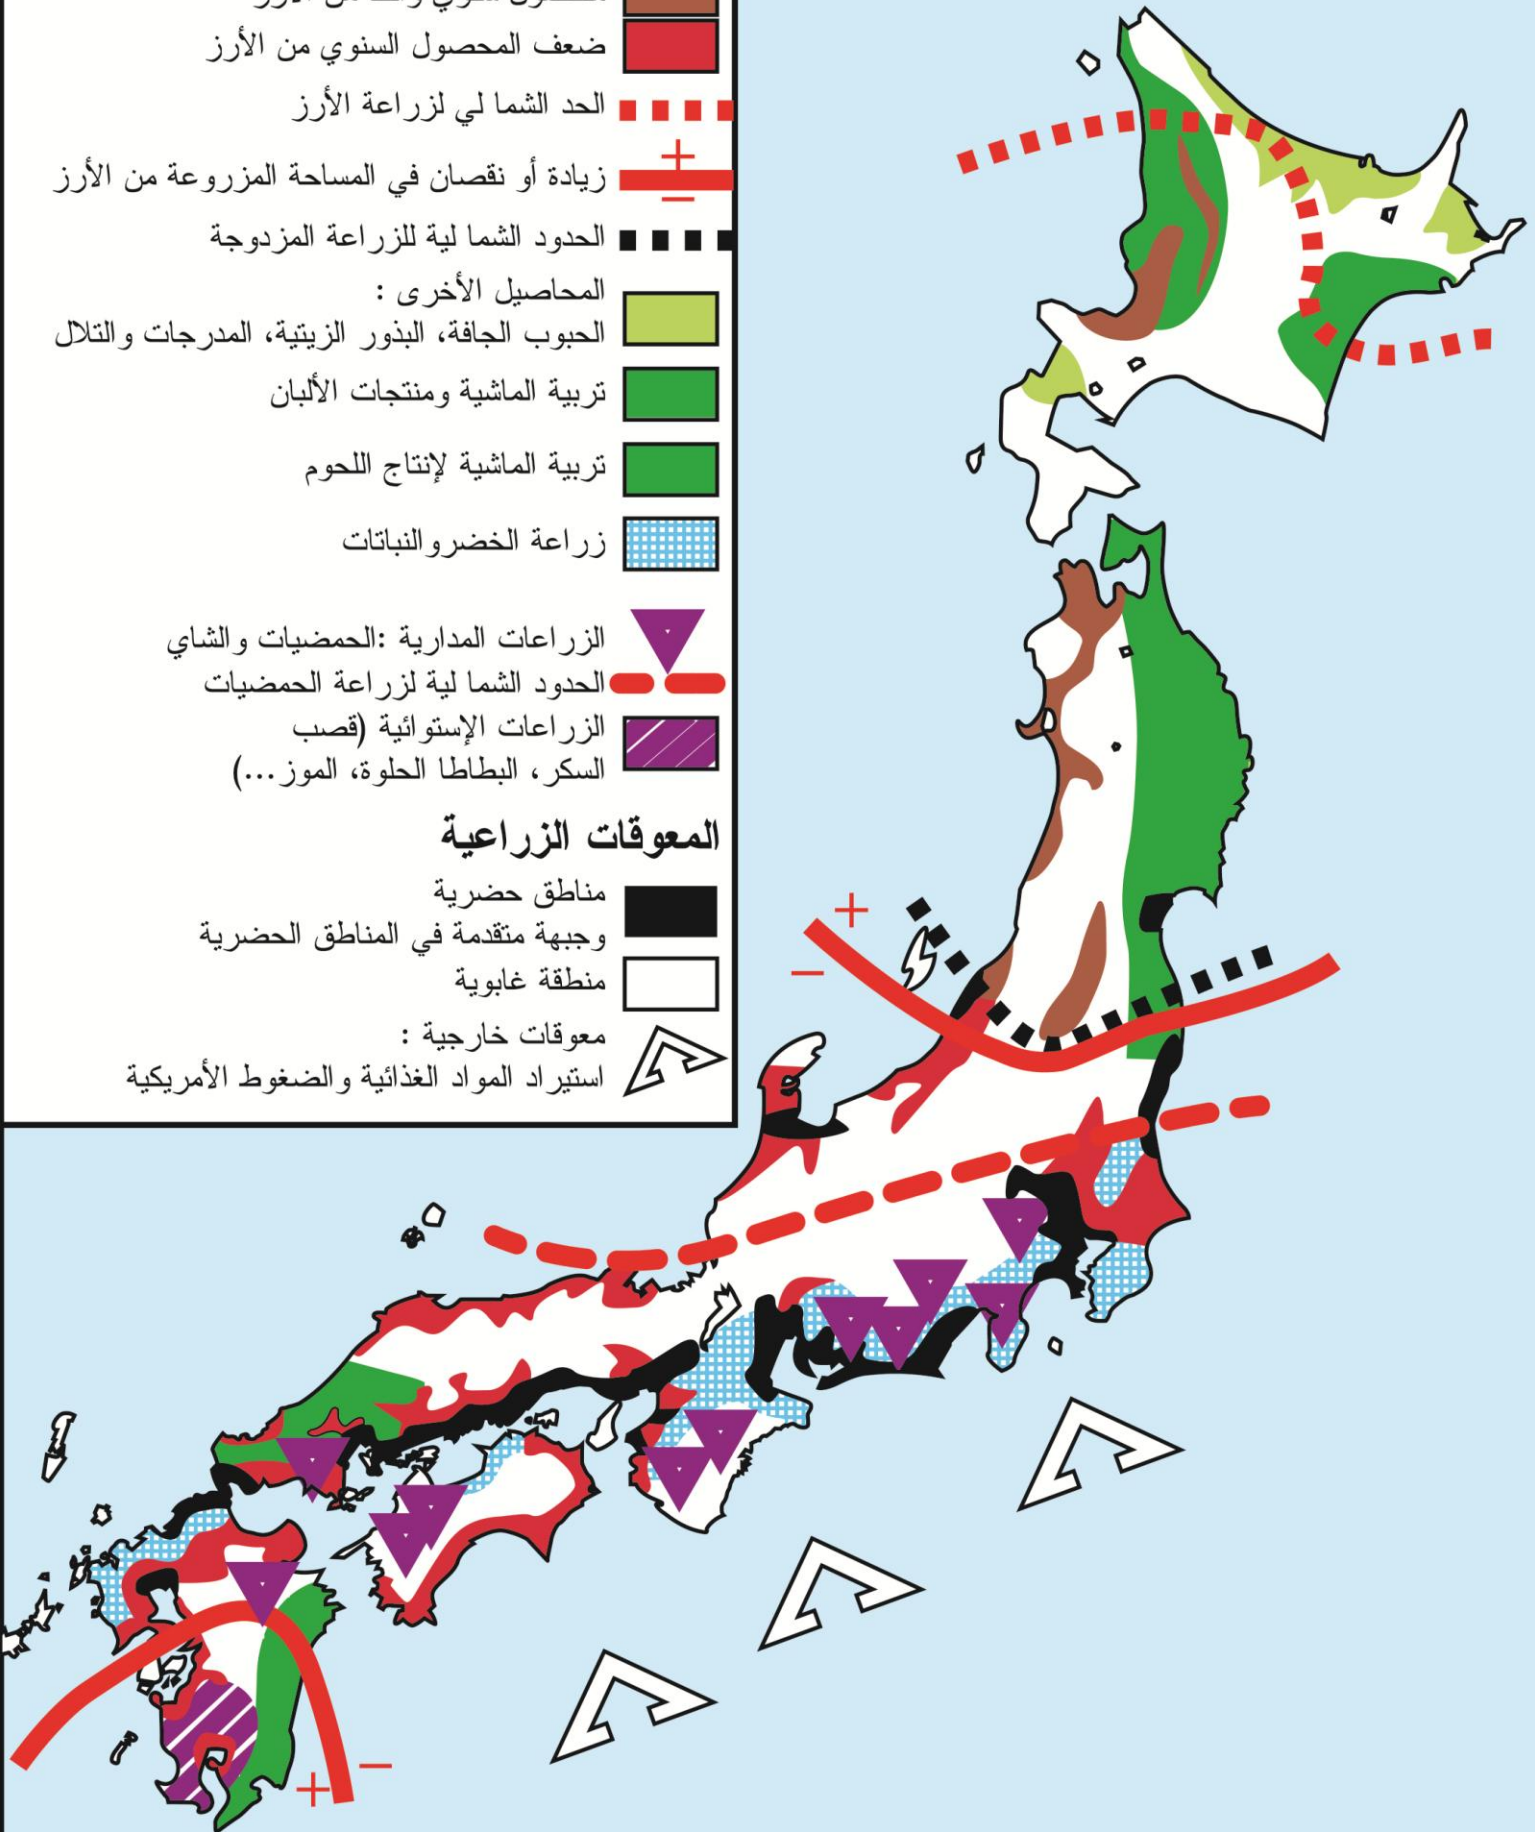 ضعف المحصول السنوي من الأرز
الحد الشما لي لزراعة الأرز
زيادة أو نقصان في المساحة المزروعة من الأرز
+
−
الحدود الشما لية للزراعة المزدوجة
المحاصيل الأخرى :
الحبوب الجافة، البذور الزيتية، المدرجات والتلال
تربية الماشية ومنتجات الألبان
تربية الماشية لإنتاج اللحوم
زراعة الخضروالنباتات
الزراعات المدارية :الحمضيات والشاي
الحدود الشما لية لزراعة الحمضيات
الزراعات الإستوائية (قصب
السكر، البطاطا الحلوة، الموز...)
المعوقات الزراعية
مناطق حضرية
وجبهة متقدمة في المناطق الحضرية
منطقة غابوية
معوقات خارجية :
استيراد المواد الغذائية والضغوط الأمريكية
+
−
+
−